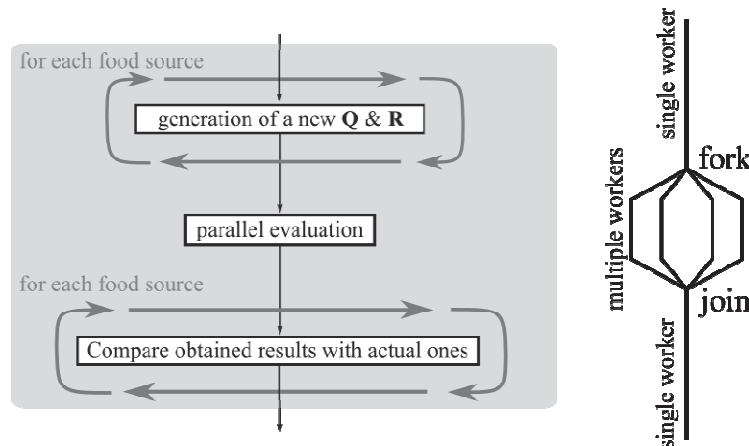 for each food source
generation of a new Q & R
parallel evaluation
for each food source
Compare obtained results with actual ones
single worker
fork
multiple workers
join
single worker